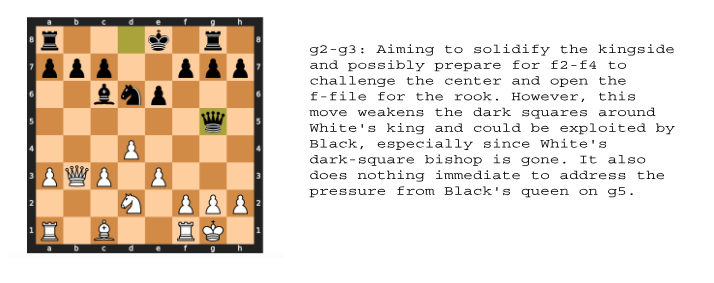 a b c d e f g h
8 8
7 7
6 6
5 5
4 4
3 3
2 2
1 1
a b c d e f g h
g2-g3: Aiming to solidify the kingside
and possibly prepare for f2-f4 to
challenge the center and open the
f-file for the rook. However, this
move weakens the dark squares around
White's king and could be exploited by
Black, especially since White's
dark-square bishop is gone. It also
does nothing immediate to address the
pressure from Black's queen on g5.